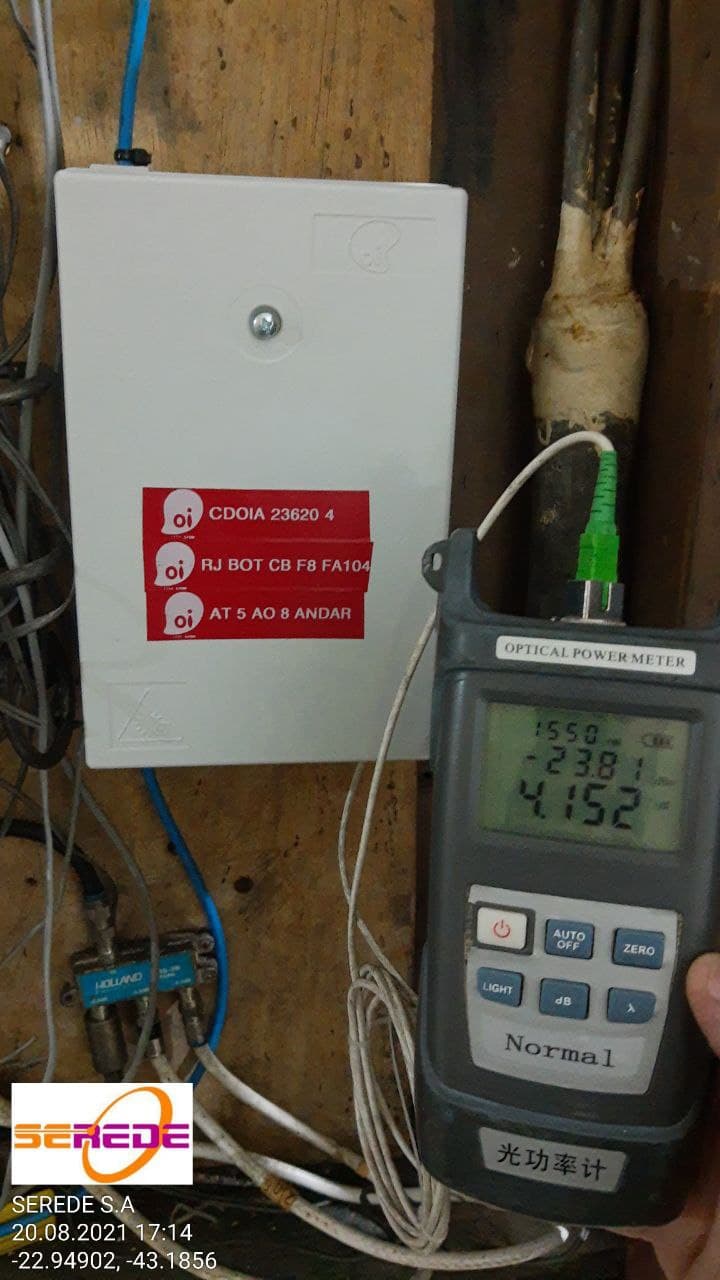 oi CDOIA 23620 4
oi RJ BOT CB F8 FA104
oi AT 5 AO 8 ANDAR
OPTICAL POWER METER
1550
-23.81
4.152
AUTO OFF
ZERO
LIGHT
dB
λ
Normal
光功率计
HOLLAND
SEREDE
SEREDE S.A
20.08.2021 17:14
-22.94902, -43.1856